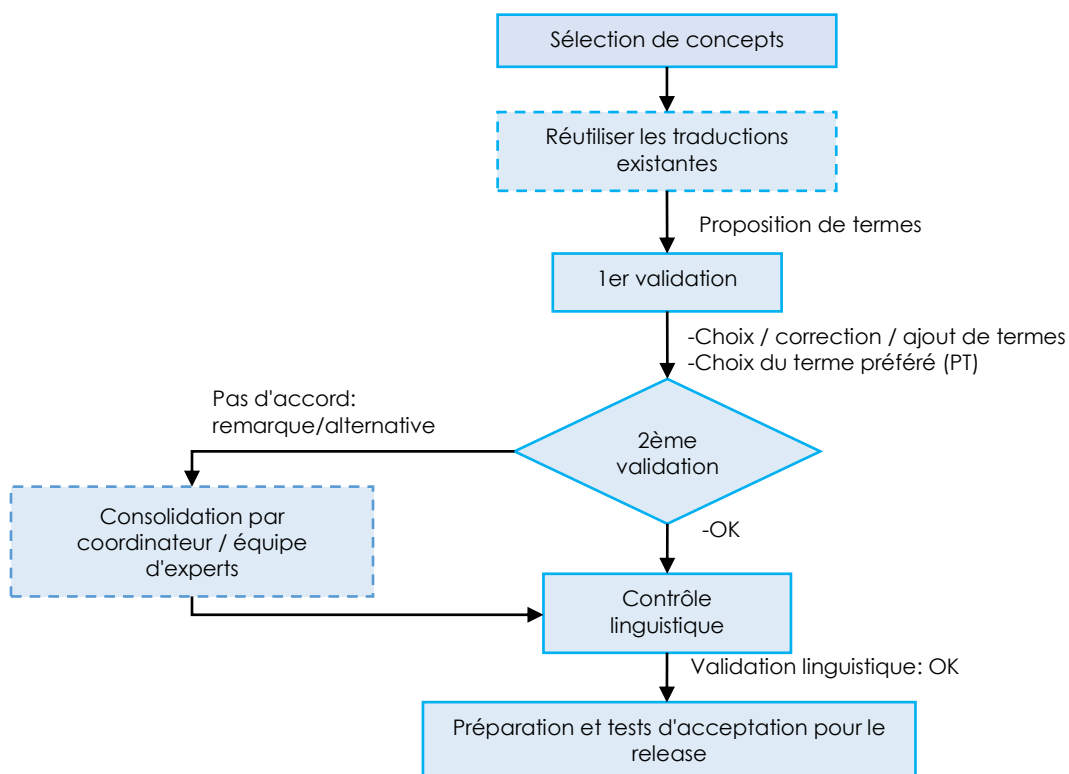 Sélection de concepts
Réutiliser les traductions
existantes
Proposition de termes
1er validation
-Choix / correction / ajout de termes
-Choix du terme préféré (PT)
Pas d'accord:
remarque/alternative
2ème
validation
Consolidation par
coordinateur / équipe
d'experts
-OK
Contrôle
linguistique
Validation linguistique: OK
Préparation et tests d'acceptation pour le
release